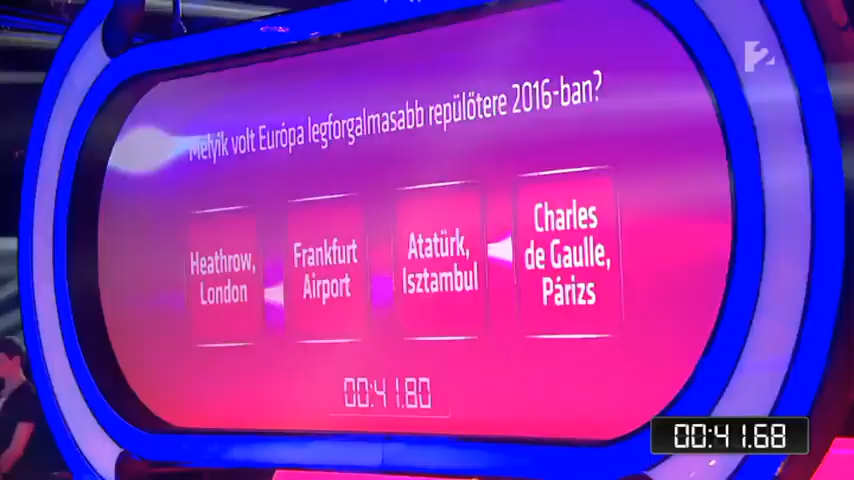 Melyik volt Európa legforgalmasabb repülőtere 2016-ban?
Heathrow,
London
Frankfurt
Airport
Atatürk,
Isztambul
Charles
de Gaulle,
Párizs
00:41.80
00:41.68